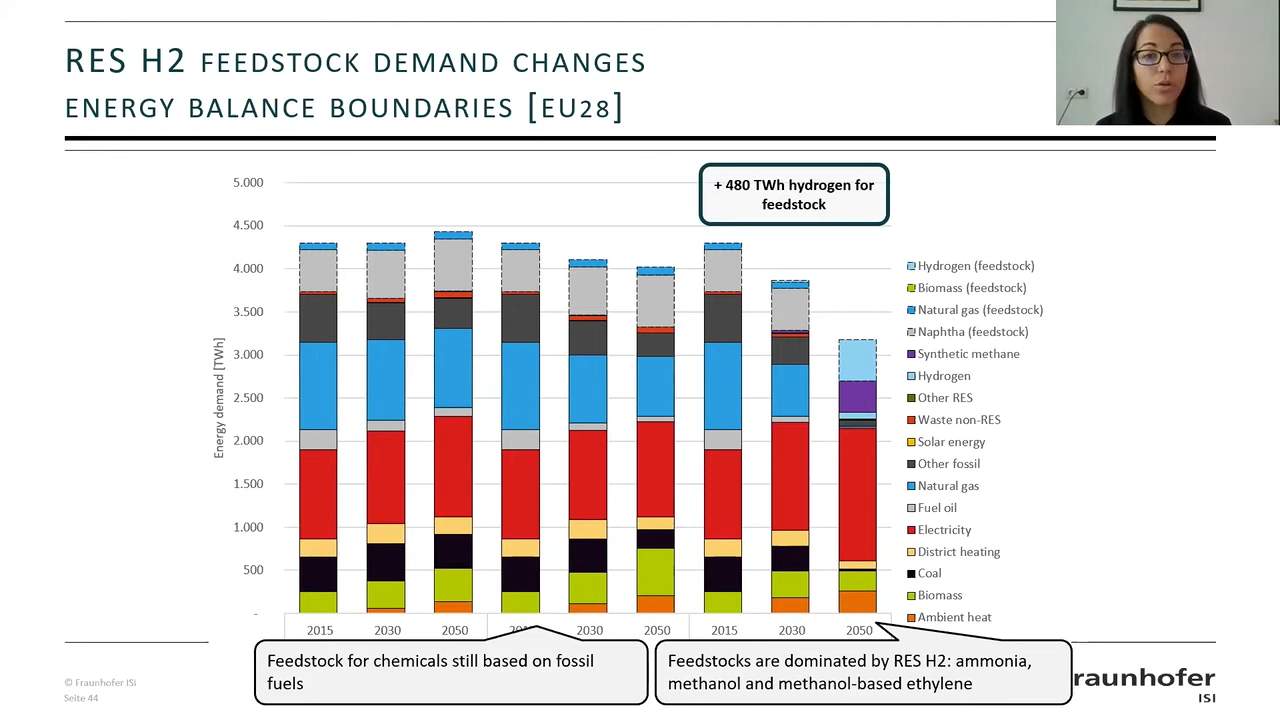 RES H2 FEEDSTOCK DEMAND CHANGES
ENERGY BALANCE BOUNDARIES [EU28]
+ 480 TWh hydrogen for
feedstock
Energy demand [TWh]
5.000
4.500
4.000
3.500
3.000
2.500
2.000
1.500
1.000
500
-
2015 2030 2050 2015 2030 2050 2015 2030 2050
Hydrogen (feedstock)
Biomass (feedstock)
Natural gas (feedstock)
Naphtha (feedstock)
Synthetic methane
Hydrogen
Other RES
Waste non-RES
Solar energy
Other fossil
Natural gas
Fuel oil
Electricity
District heating
Coal
Biomass
Ambient heat
Feedstock for chemicals still based on fossil
fuels
Feedstocks are dominated by RES H2: ammonia,
methanol and methanol-based ethylene
© Fraunhofer ISI
Seite 44
raunhofer
ISI